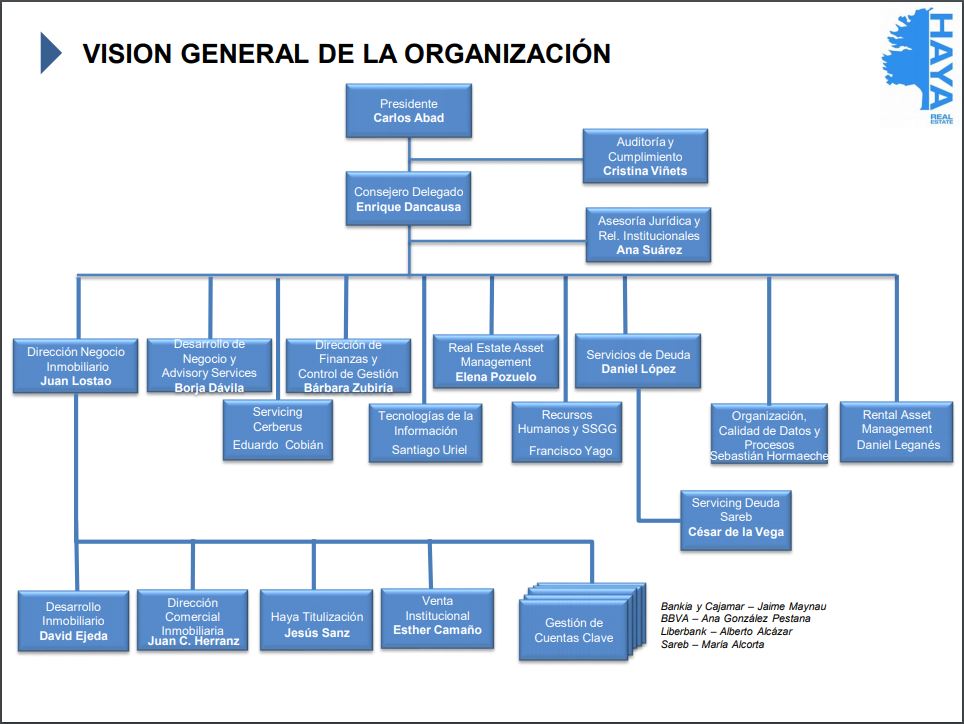 VISION GENERAL DE LA ORGANIZACIÓN
HAYA
REAL
ESTATE
Presidente
Carlos Abad
Auditoría y
Cumplimiento
Cristina Viñets
Consejero Delegado
Enrique Dancausa
Asesoría Jurídica y
Rel. Institucionales
Ana Suárez
Dirección Negocio
Inmobiliario
Juan Lostao
Desarrollo de
Negocio y
Advisory Services
Borja Dávila
Dirección de
Finanzas y
Control de Gestión
Bárbara Zubiría
Real Estate Asset
Management
Elena Pozuelo
Servicios de Deuda
Daniel López
Servicing
Cerberus
Eduardo Cobián
Tecnologías de la
Información
Santiago Uriel
Recursos
Humanos y SSGG
Francisco Yago
Organización,
Calidad de Datos y
Procesos
Sebastián Hormaeche
Rental Asset
Management
Daniel Leganés
Servicing Deuda
Sareb
César de la Vega
Desarrollo
Inmobiliario
David Ejeda
Dirección
Comercial
Inmobiliaria
Juan C. Herranz
Haya Titulización
Jesús Sanz
Venta
Institucional
Esther Camaño
Gestión de
Cuentas Clave
Bankia y Cajamar – Jaime Maynau
BBVA – Ana González Pestana
Liberbank – Alberto Alcázar
Sareb – María Alcorta